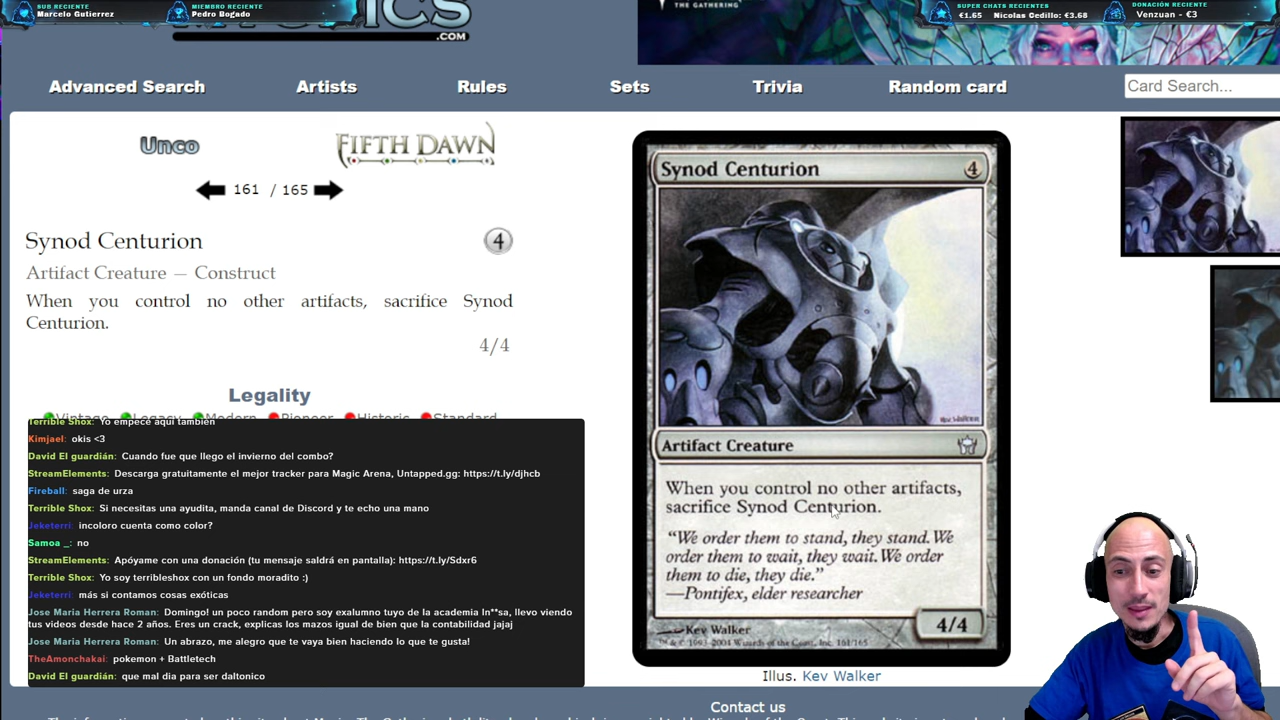 SUB RECIENTE
Marcelo Gutierrez
MIEMBRO RECIENTE
Pedro Bogado
THE GATHERING
SUPER CHATS RECIENTES
€1.65 Nicolas Cedillo: €3.68
DONACIÓN RECIENTE
Venzuan - €3
.COM
Advanced Search
Artists
Rules
Sets
Trivia
Random card
Card Search...
Unco
FIFTH DAWN
161 / 165
Synod Centurion
4
Artifact Creature — Construct
When you control no other artifacts, sacrifice Synod
Centurion.
4/4
Legality
Vintage Legacy Modern Pioneer Historic Standard
Terrible Shox: Yo empecé aquí también
Kimjael: okis <3
David El guardián: Cuando fue que llego el invierno del combo?
StreamElements: Descarga gratuitamente el mejor tracker para Magic Arena, Untapped.gg: https://t.ly/djhcb
Fireball: saga de urza
Terrible Shox: Si necesitas una ayudita, manda canal de Discord y te echo una mano
Jeketerri: incoloro cuenta como color?
Samoa _: no
StreamElements: Apóyame con una donación (tu mensaje saldrá en pantalla): https://t.ly/Sdxr6
Terrible Shox: Yo soy terribleshox con un fondo moradito :)
Jeketerri: más si contamos cosas exóticas
Jose Maria Herrera Roman: Domingo! un poco random pero soy exalumno tuyo de la academia In**sa, llevo viendo
tus videos desde hace 2 años. Eres un crack, explicas los mazos igual de bien que la contabilidad jajaj
Jose Maria Herrera Roman: Un abrazo, me alegro que te vaya bien haciendo lo que te gusta!
TheAmonchakai: pokemon + Battletech
David El guardián: que mal dia para ser daltonico
Synod Centurion
4
Artifact Creature
When you control no other artifacts,
sacrifice Synod Centurion.
“We order them to stand, they stand. We
order them to wait, they wait. We order
them to die, they die.”
—Pontifex, elder researcher
4/4
Kev Walker
™ & © 1993–2004 Wizards of the Coast, Inc. 161/165
Illus. Kev Walker
Contact us